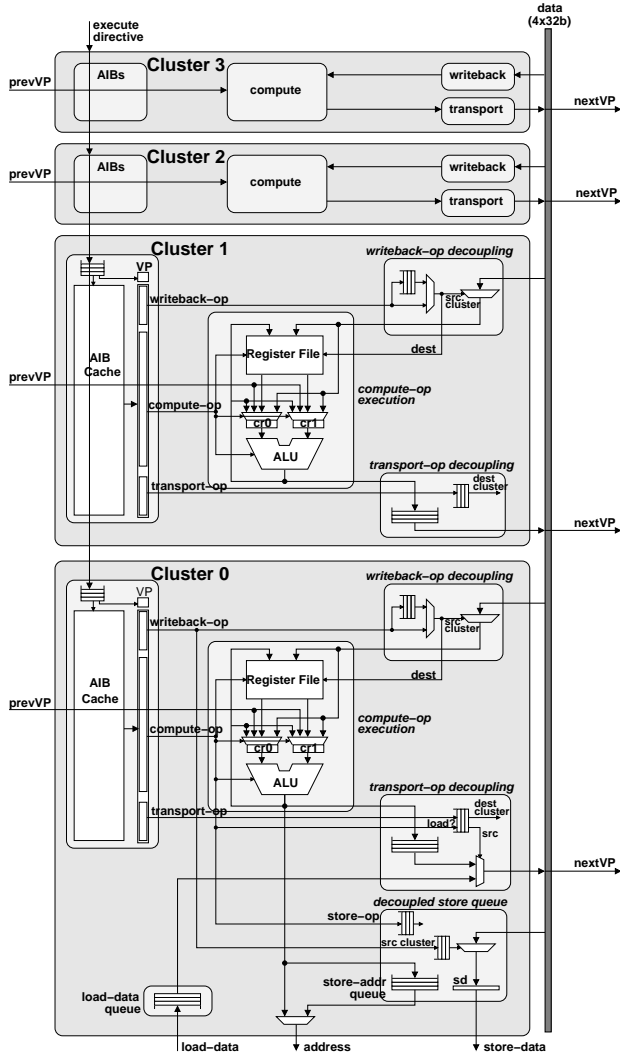 data
(4x32b)
execute
directive
Cluster 3
AIBs
writeback
prevVP
compute
transport
nextVP
Cluster 2
AIBs
writeback
prevVP
compute
transport
nextVP
Cluster 1
writeback-op decoupling
VP
writeback-op
src cluster
AIB
Cache
Register File
dest
prevVP
compute-op
compute-op
execution
cr0
cr1
ALU
transport-op decoupling
transport-op
dest
cluster
nextVP
Cluster 0
writeback-op decoupling
VP
writeback-op
src cluster
AIB
Cache
Register File
dest
prevVP
compute-op
compute-op
execution
cr0
cr1
ALU
transport-op decoupling
transport-op
dest
cluster
load?
src
nextVP
decoupled store queue
store-op
src cluster
load-data
queue
store-addr
queue
sd
load-data
address
store-data